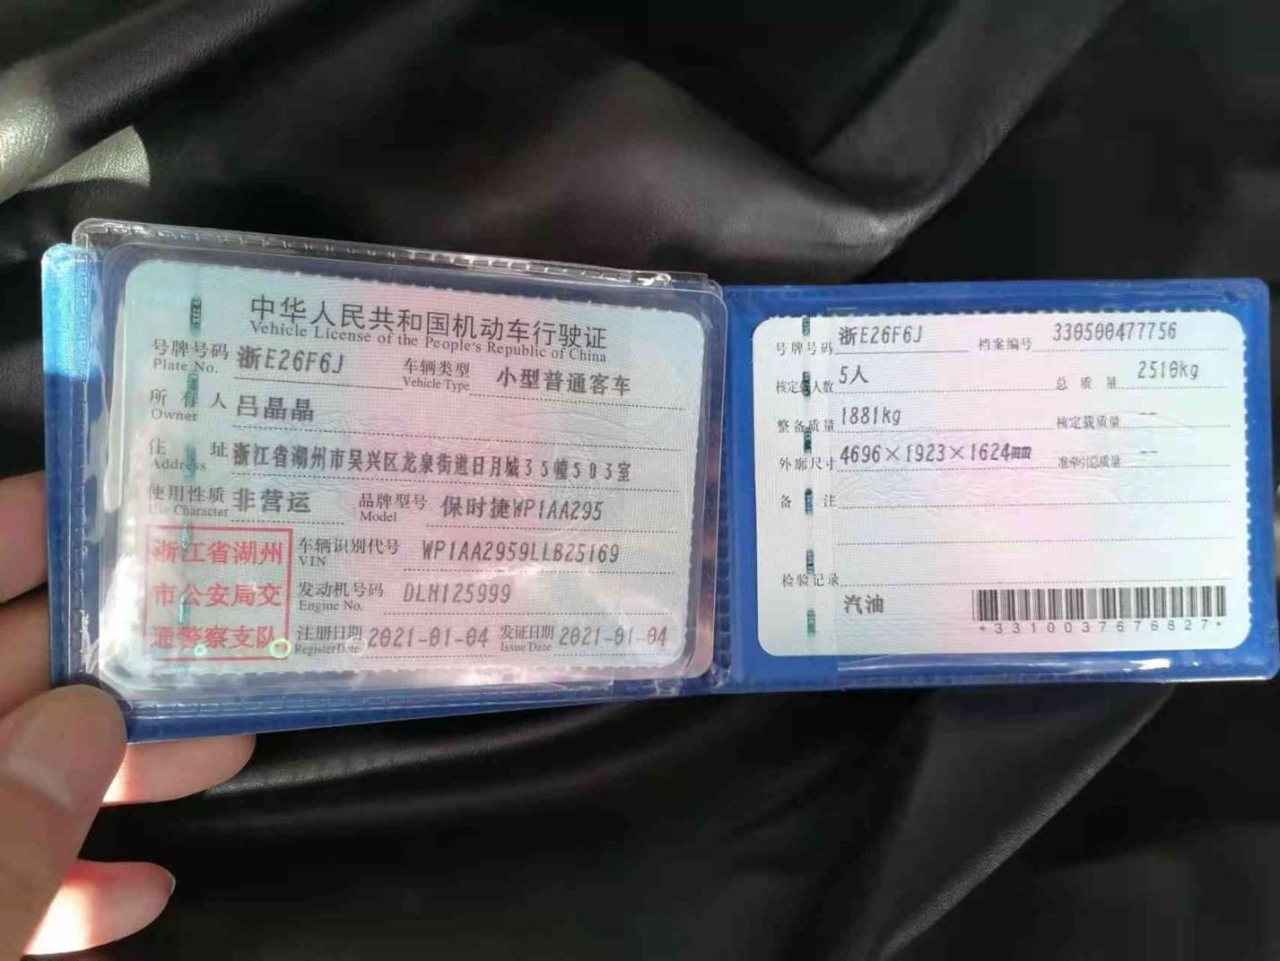 中华人民共和国机动车行驶证
Vehicle License of the People's Republic of China
号牌号码 浙E26F6J 车辆类型 小型普通客车
Plate No. Vehicle Type
所有人 吕晶晶
Owner
住址 浙江省湖州市吴兴区龙泉街道日月城35幢503室
Address
使用性质 非营运 品牌型号 保时捷WP1AA295
Use Character Model
浙江省湖州
市公安局交
通警察支队
车辆识别代号 WP1AA2959LLB25169
VIN
发动机号码 DLH125999
Engine No.
注册日期 2021-01-04 发证日期 2021-01-04
Register Date Issue Date
号牌号码 浙E26F6J 档案编号 330500477756
核定载人数 5人 总质量 2510kg
整备质量 1881kg 核定载质量 --
外廓尺寸 4696×1923×1624mm 准牵引总质量 --
备注
检验记录
汽油
*3310037676827*